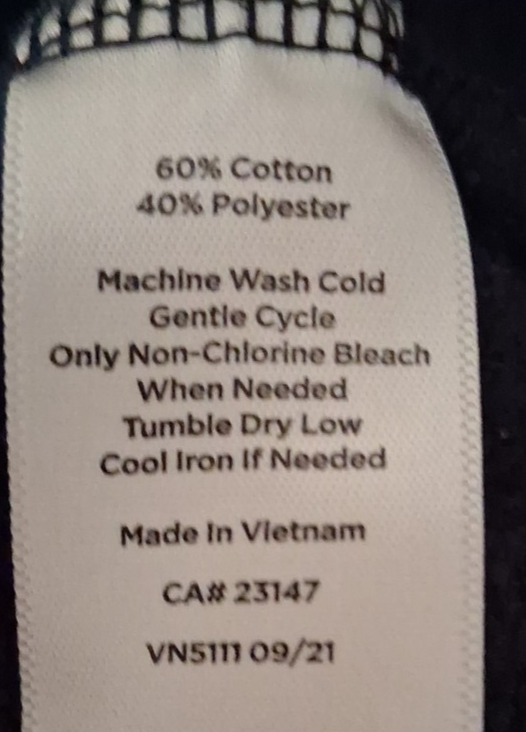 60% Cotton
40% Polyester
Machine Wash Cold
Gentle Cycle
Only Non-Chlorine Bleach
When Needed
Tumble Dry Low
Cool Iron If Needed
Made In Vietnam
CA# 23147
VN5111 09/21